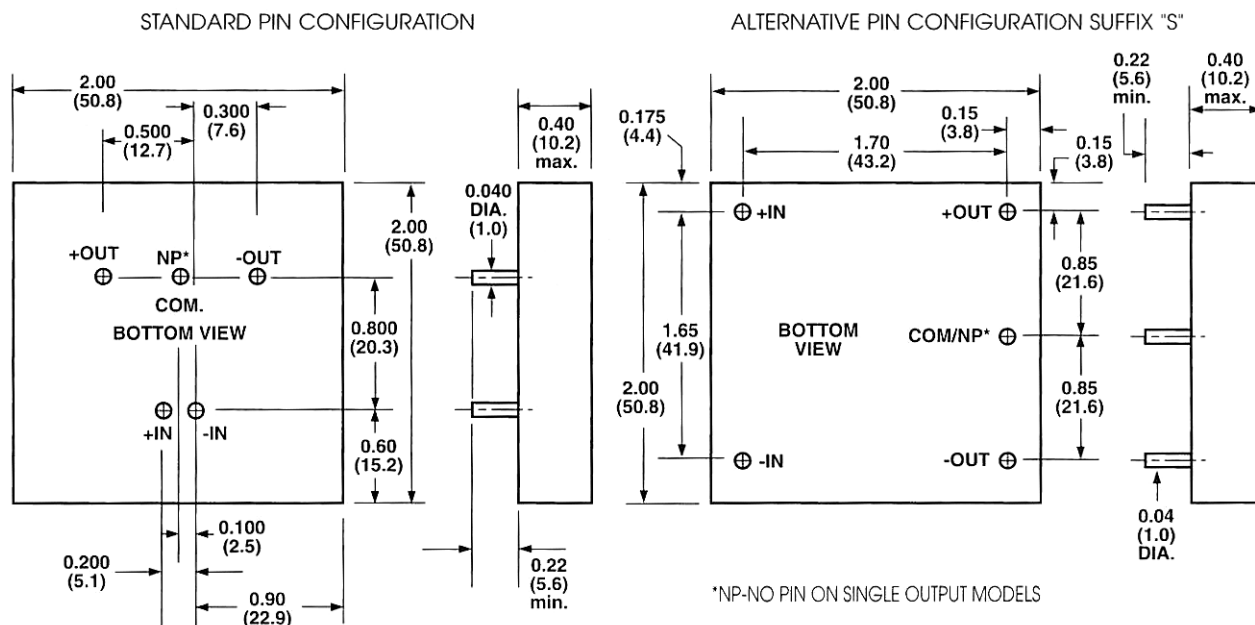 STANDARD PIN CONFIGURATION
2.00
(50.8)
0.300
(7.6)
0.500
(12.7)
0.40
(10.2)
max.
0.040
DIA.
(1.0)
2.00
(50.8)
+OUT
NP*
-OUT
COM.
BOTTOM VIEW
0.800
(20.3)
+IN
-IN
0.60
(15.2)
0.100
(2.5)
0.200
(5.1)
0.90
(22.9)
0.22
(5.6)
min.
ALTERNATIVE PIN CONFIGURATION SUFFIX "S"
2.00
(50.8)
0.22
(5.6)
min.
0.40
(10.2)
max.
0.175
(4.4)
0.15
(3.8)
1.70
(43.2)
0.15
(3.8)
+IN
+OUT
0.85
(21.6)
1.65
(41.9)
BOTTOM
VIEW
COM/NP*
2.00
(50.8)
0.85
(21.6)
-IN
-OUT
0.04
(1.0)
DIA.
*NP-NO PIN ON SINGLE OUTPUT MODELS